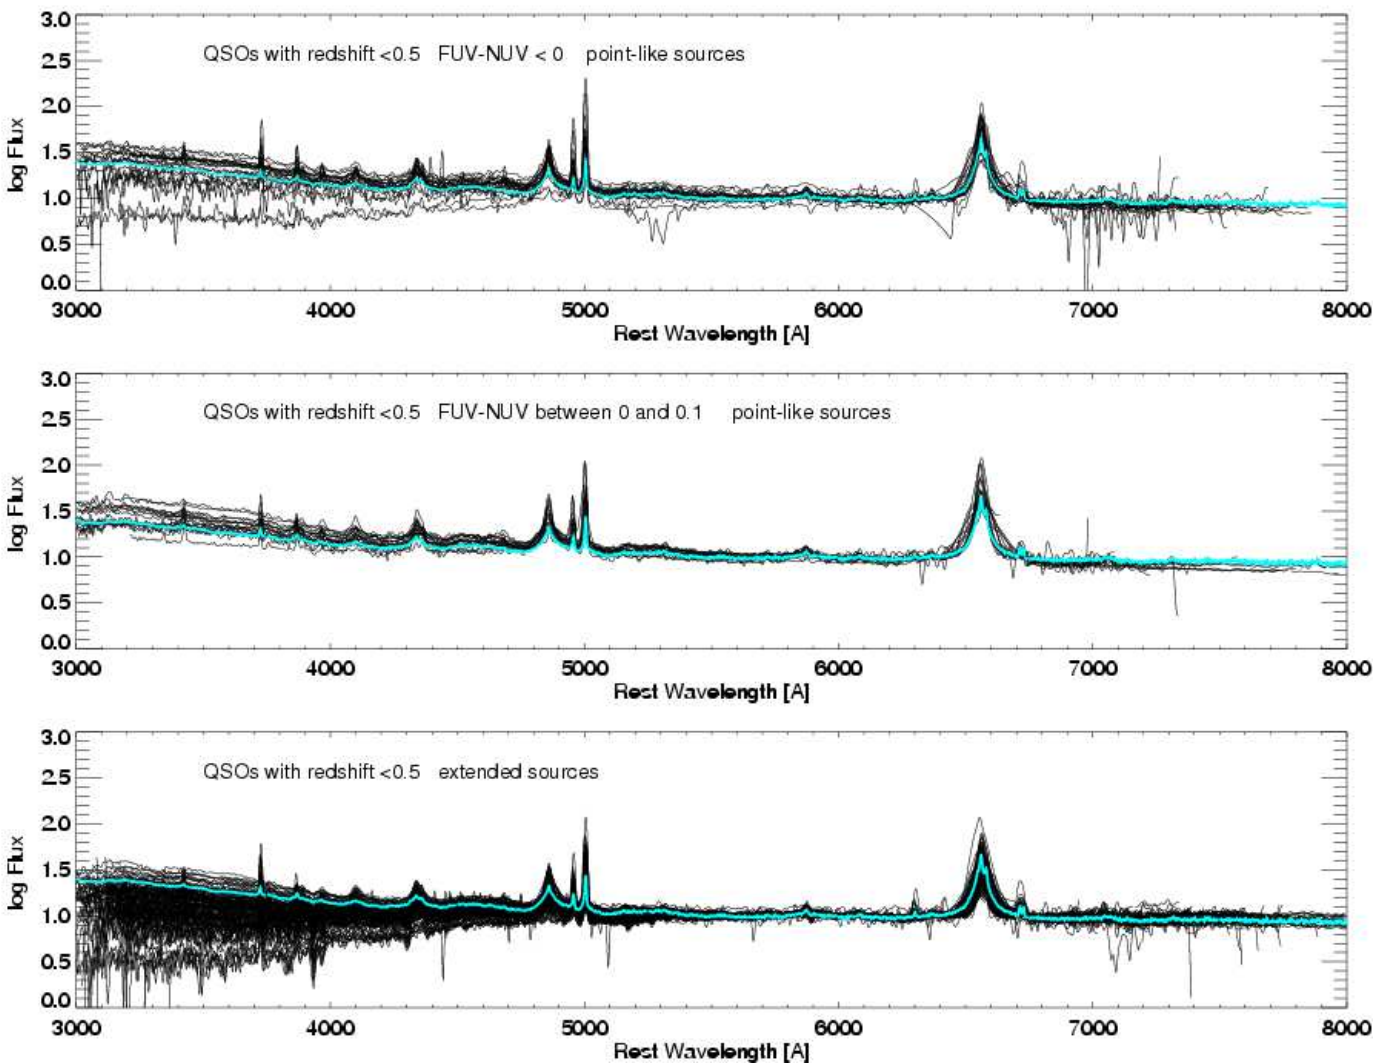 3.0
QSOs with redshift <0.5 FUV-NUV < 0 point-like sources
2.5
2.0
log Flux
1.5
1.0
0.5
0.0
3000 4000 5000 6000 7000 8000
Rest Wavelength [A]
3.0
QSOs with redshift <0.5 FUV-NUV between 0 and 0.1 point-like sources
2.5
2.0
log Flux
1.5
1.0
0.5
0.0
3000 4000 5000 6000 7000 8000
Rest Wavelength [A]
3.0
QSOs with redshift <0.5 extended sources
2.5
2.0
log Flux
1.5
1.0
0.5
0.0
3000 4000 5000 6000 7000 8000
Rest Wavelength [A]